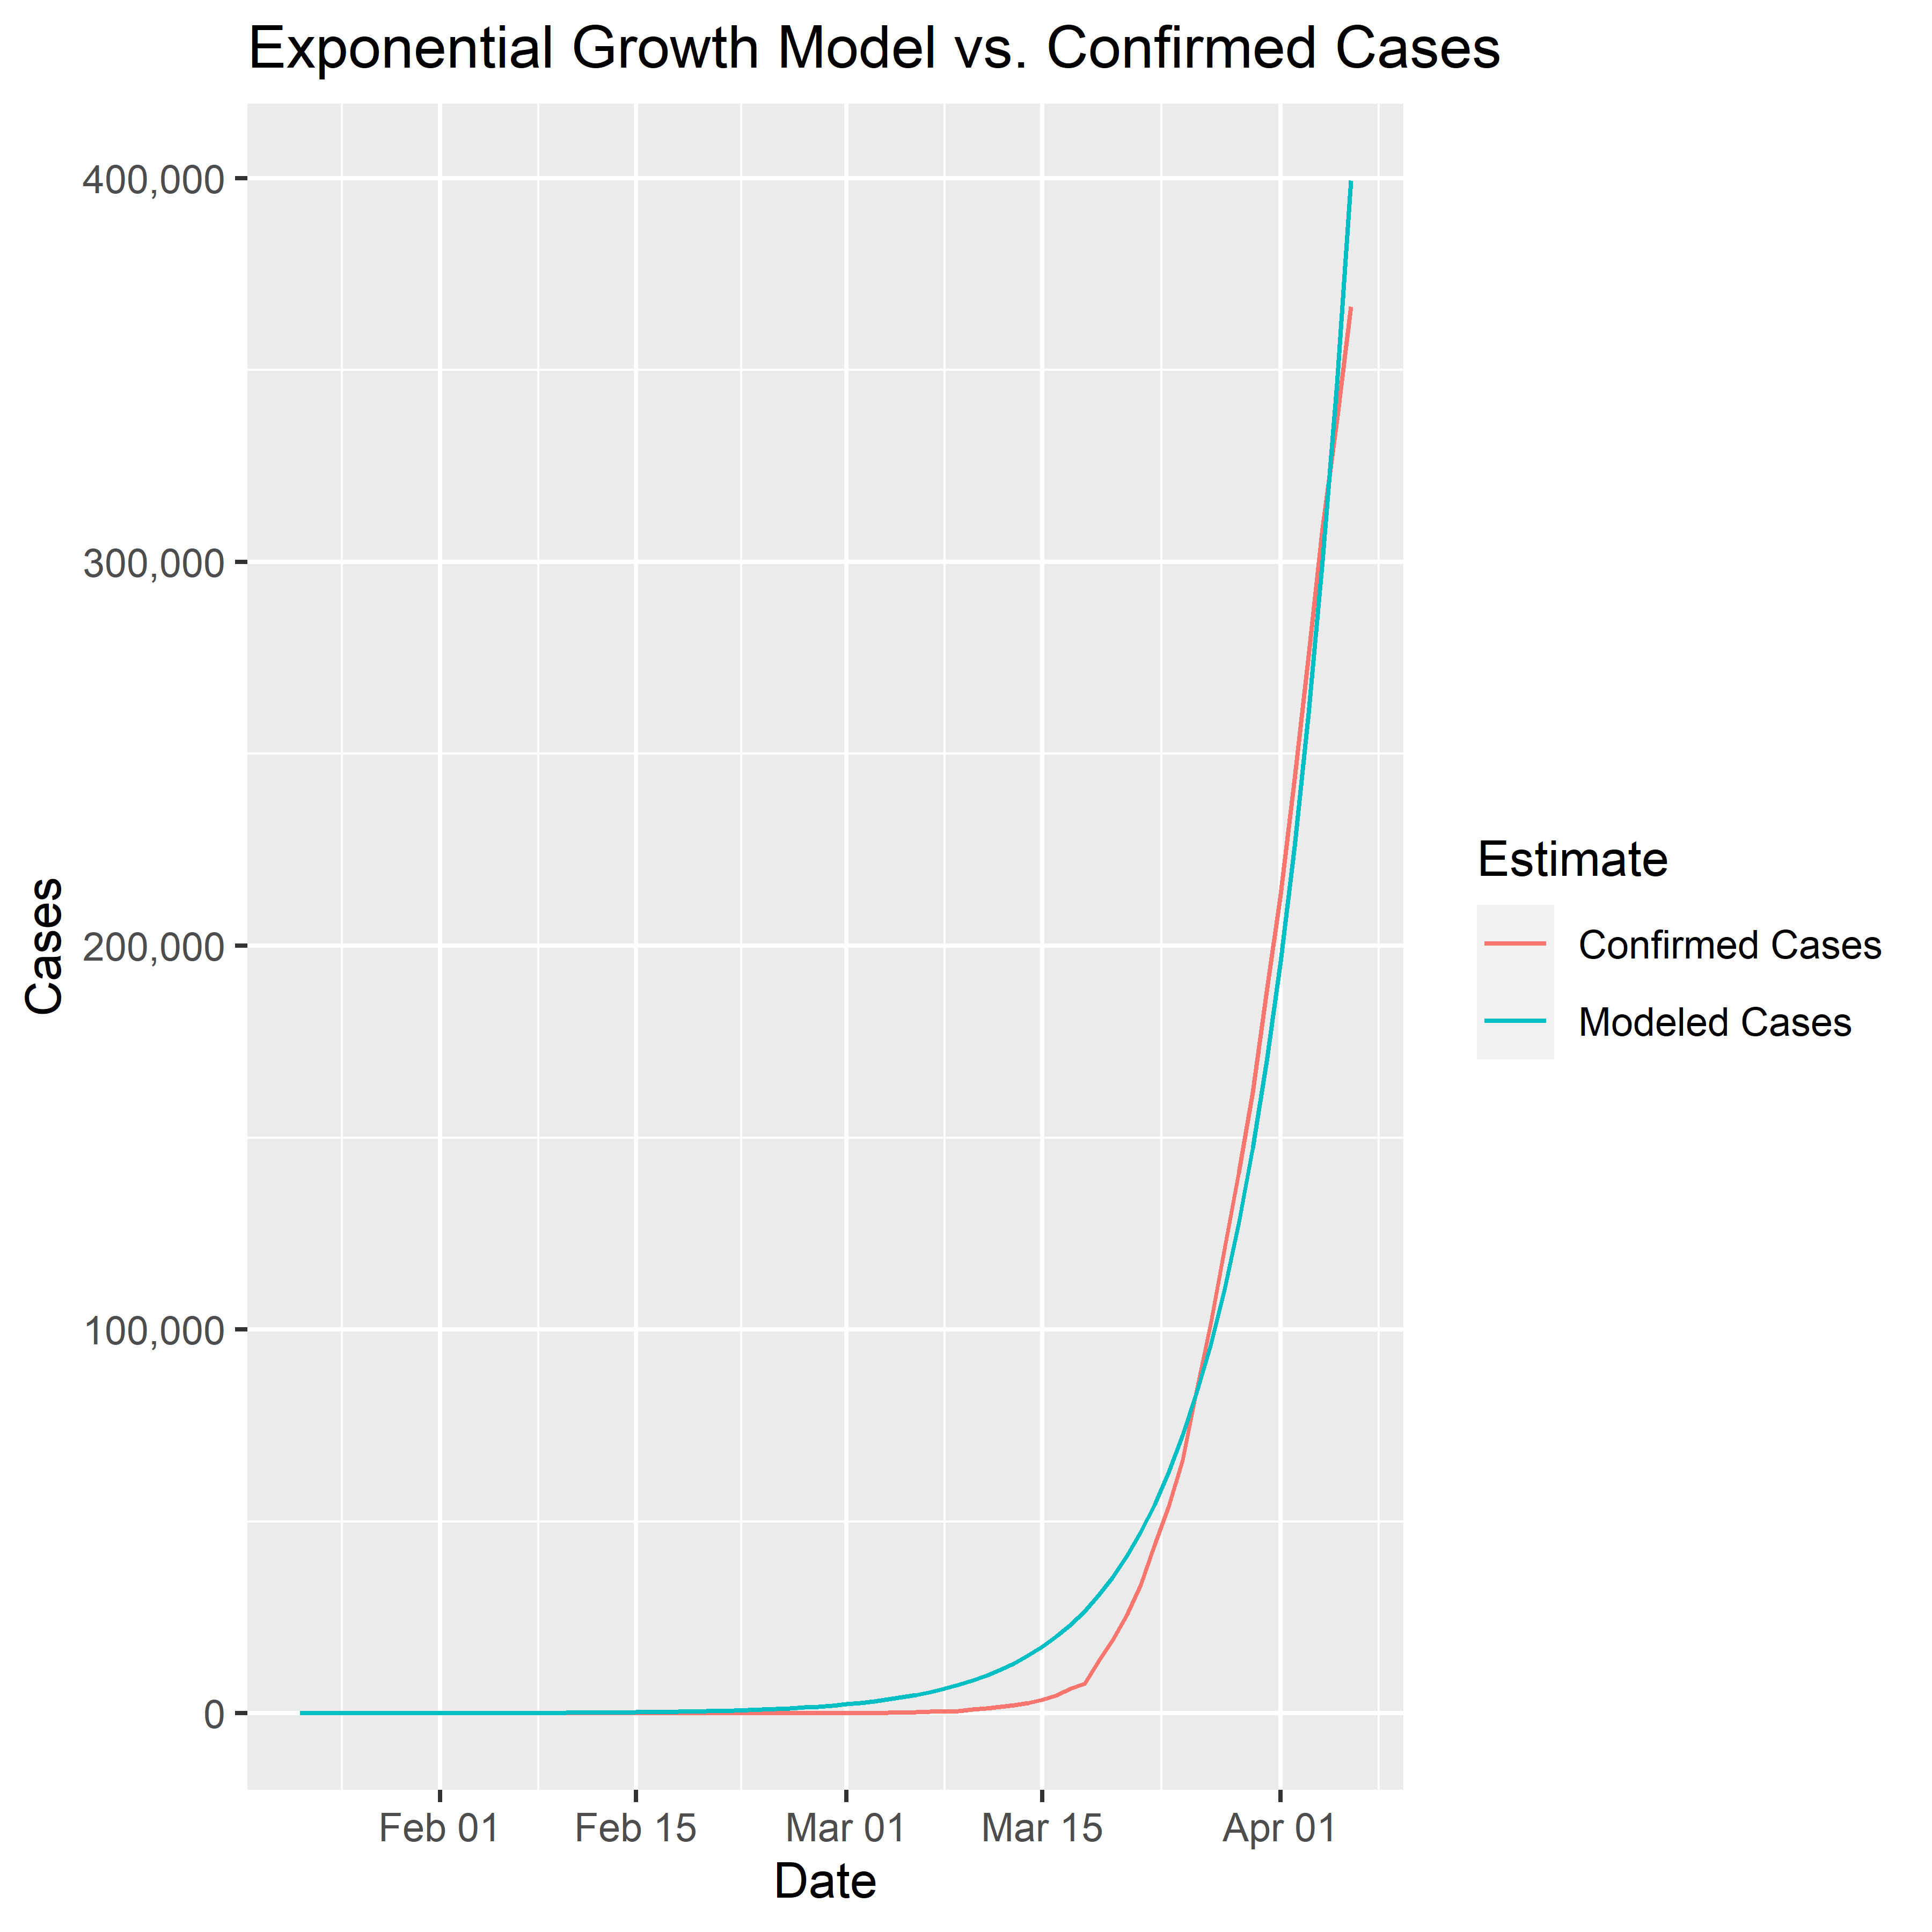 Exponential Growth Model vs. Confirmed Cases
400,000
300,000
200,000
100,000
0
Cases
Feb 01
Feb 15
Mar 01
Mar 15
Apr 01
Date
Estimate
Confirmed Cases
Modeled Cases